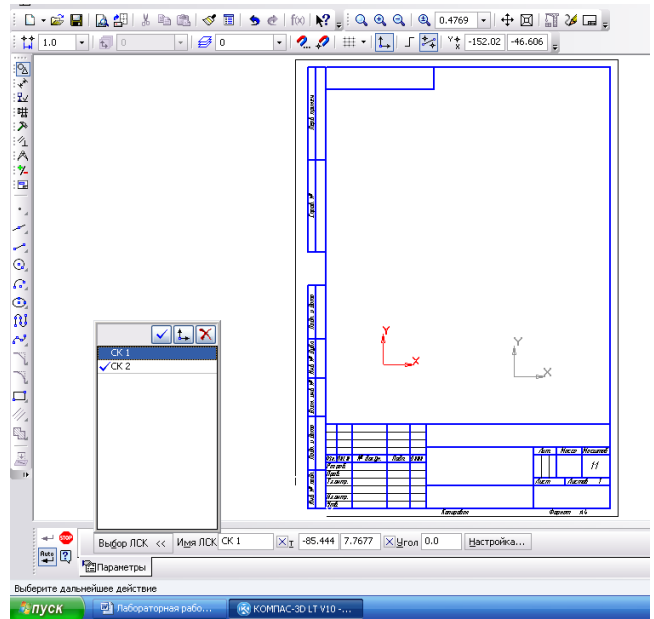 0.4769
1.0 0 0 -152.02 -46.606
f(x)
Перв. примен.
Справ. №
Подп. и дата
Инв. № дубл.
Взам. инв. №
Подп. и дата
Инв. № подл.
Y
X
Y
X
СК 1
СК 2
№ докум. Подп. Дата
Разраб.
Пров.
Т.контр.
Н.контр.
Утв.
Лит. Масса Масштаб
1:1
Лист Листов 1
Копировал Формат А4
STOP
Выбор ЛСК << Имя ЛСК СК 1 Т -85.444 7.7677 Угол 0.0 Настройка...
Auto
Параметры
Выберите дальнейшее действие
пуск Лабораторная рабо... КОМПАС-3D LT V10 -...